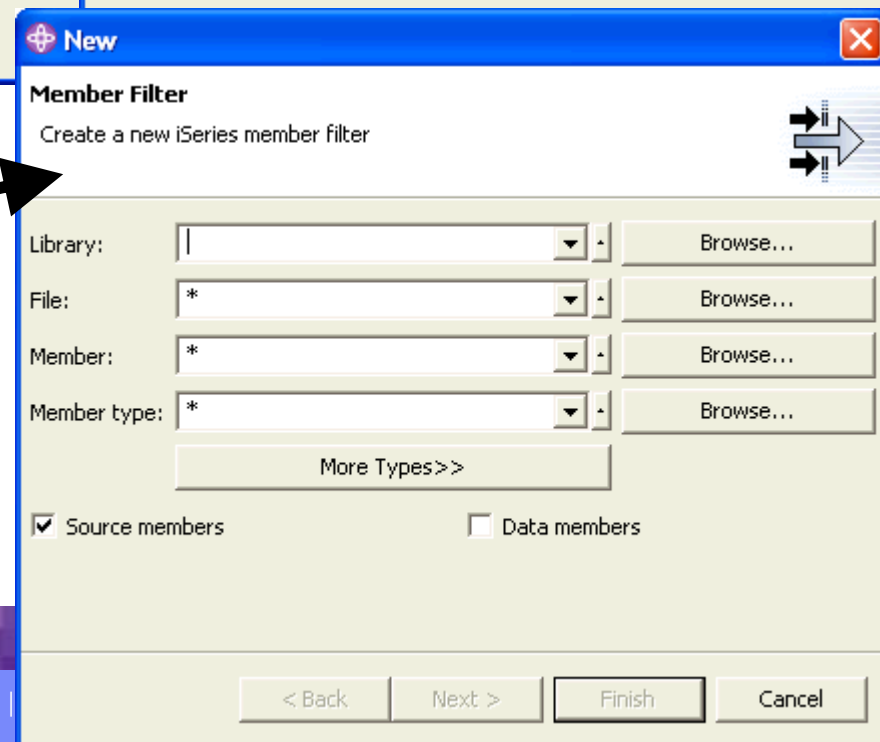 New
Member Filter
Create a new iSeries member filter
Library: Browse...
File: * Browse...
Member: * Browse...
Member type: * Browse...
More Types>>
Source members Data members
< Back Next > Finish Cancel